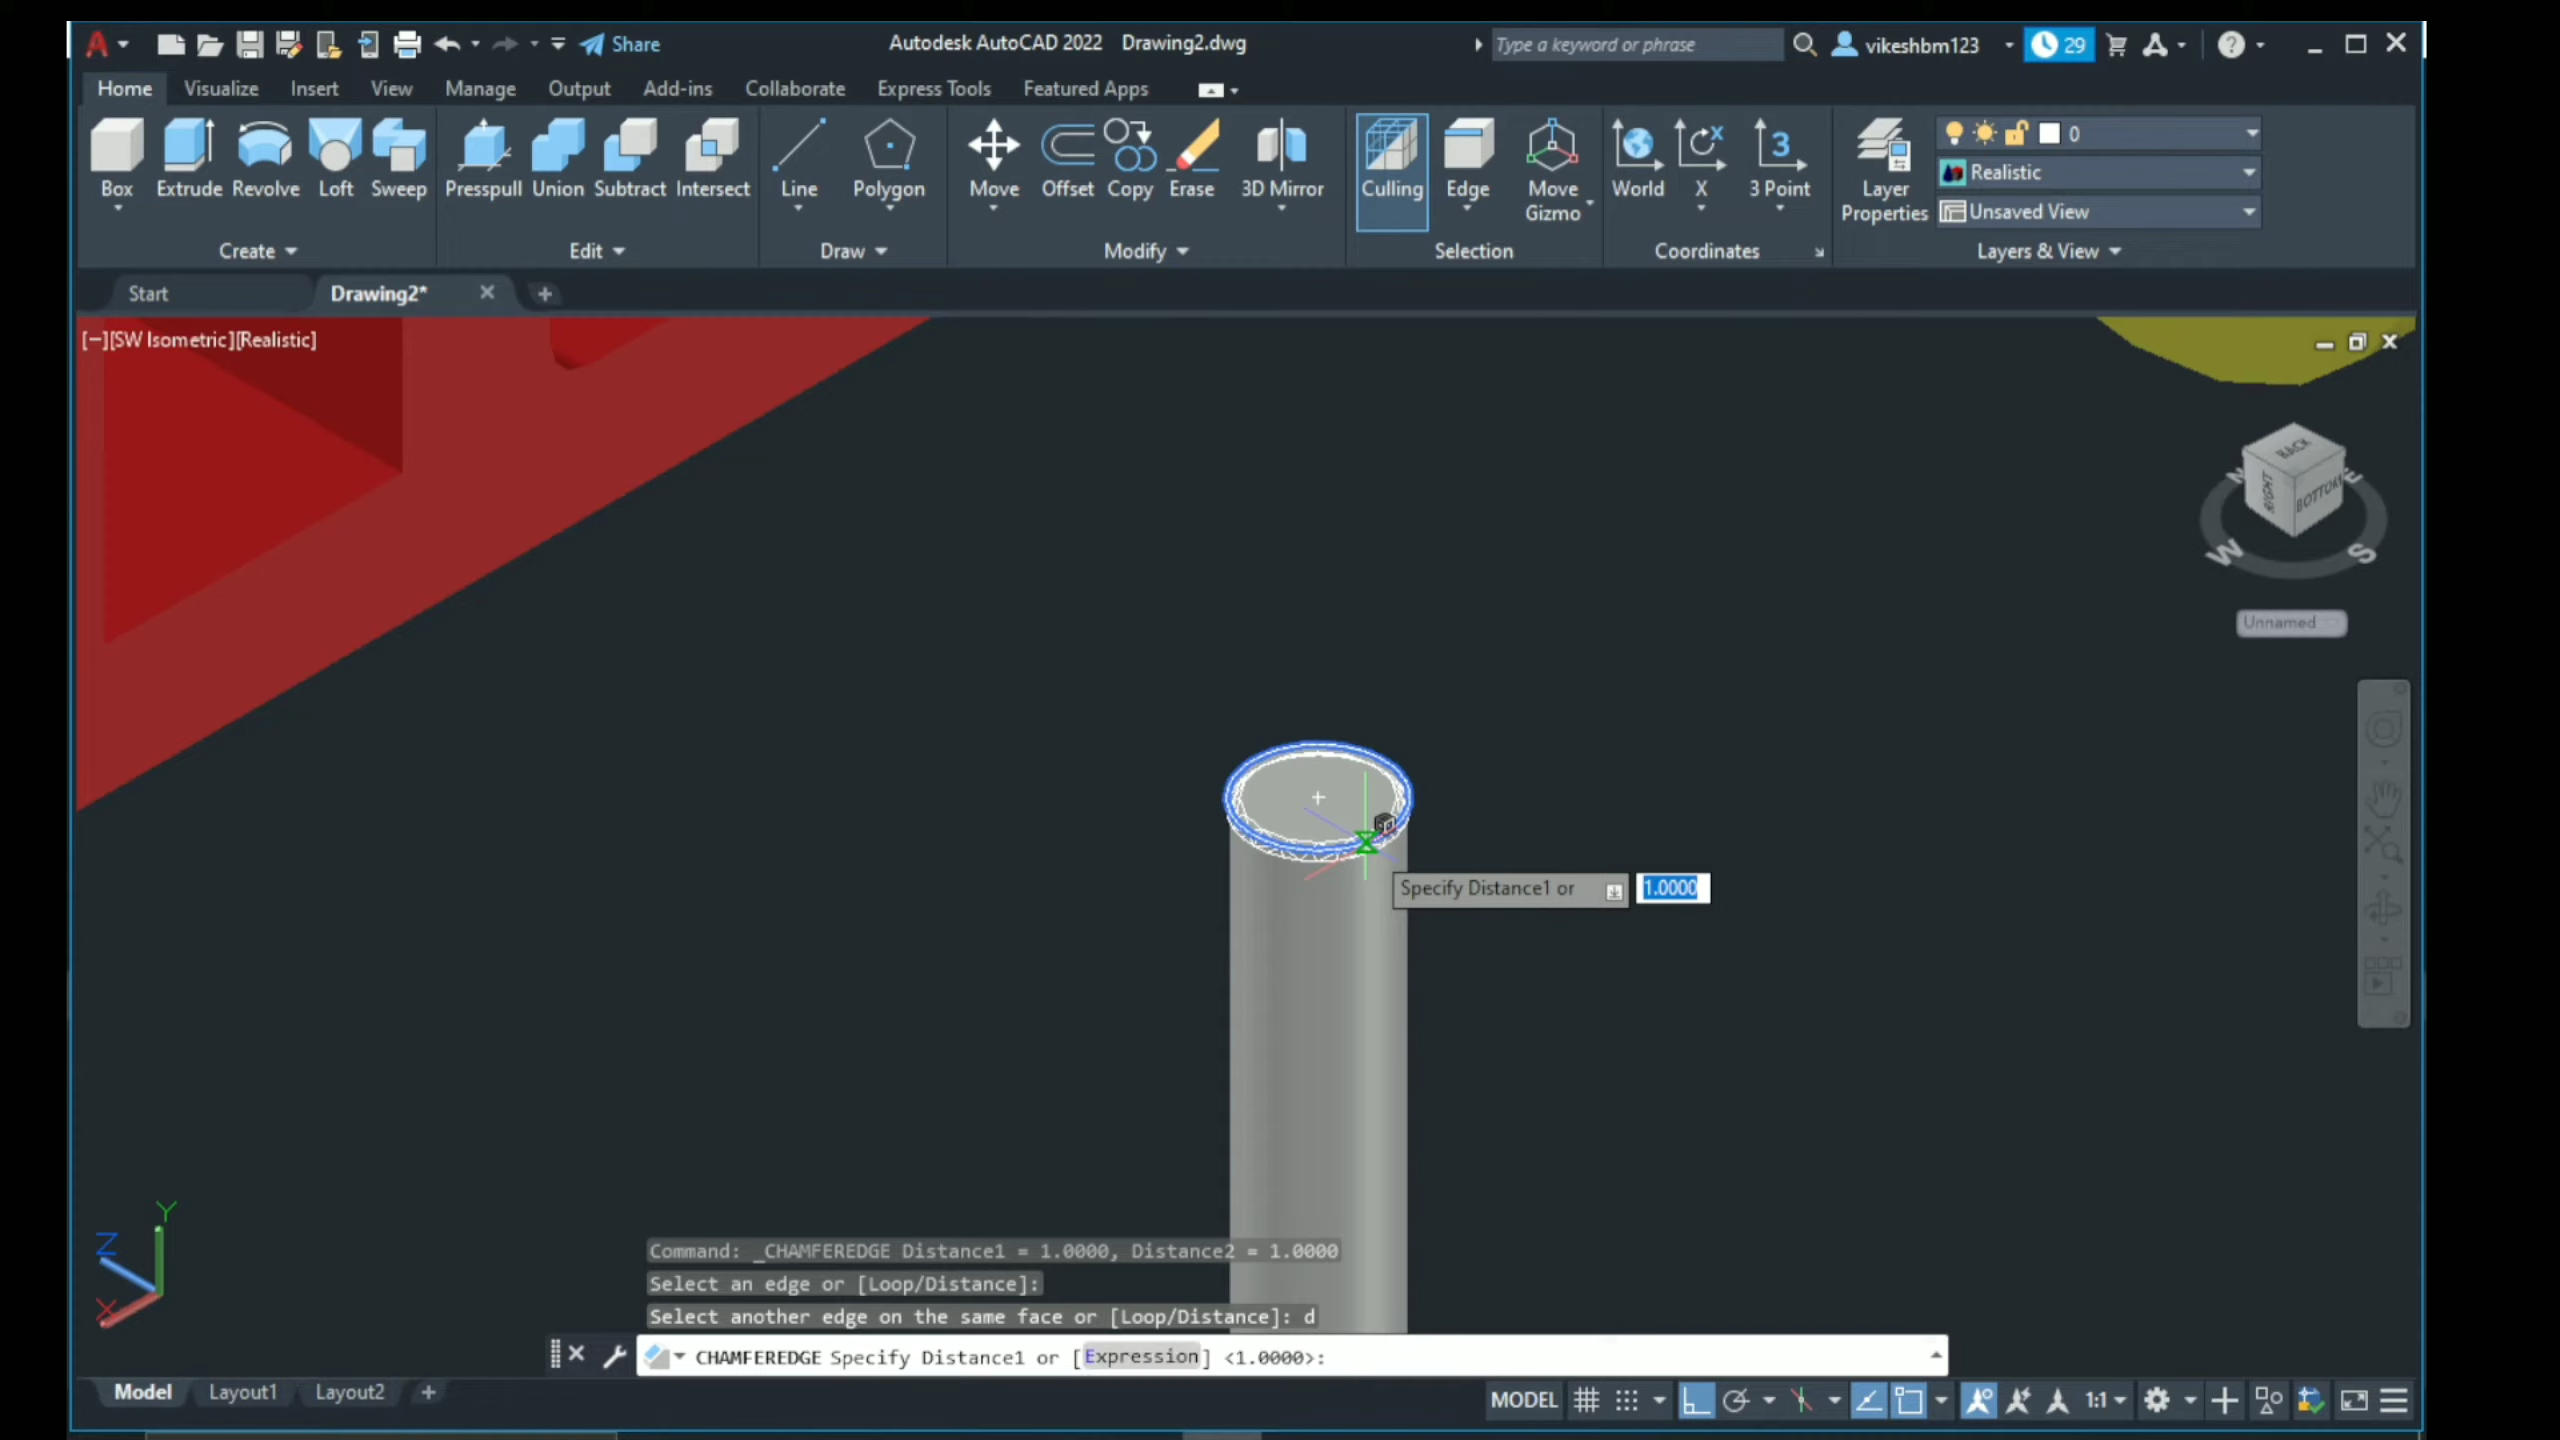 Share
Autodesk AutoCAD 2022 Drawing2.dwg
Type a keyword or phrase
vikeshbm123
29
Home Visualize Insert View Manage Output Add-ins Collaborate Express Tools Featured Apps
Box Extrude Revolve Loft Sweep Presspull Union Subtract Intersect Line Polygon Move Offset Copy Erase 3D Mirror Culling Edge Move Gizmo World X 3 Point Layer Properties
0
Realistic
Unsaved View
Create Edit Draw Modify Selection Coordinates Layers & View
Start Drawing2*
[−][SW Isometric][Realistic]
BACK
RIGHT BOTTOM
N E
W S
Unnamed
Specify Distance1 or 1.0000
Y
Z
X
Command: _CHAMFEREDGE Distance1 = 1.0000, Distance2 = 1.0000
Select an edge or [Loop/Distance]:
Select another edge on the same face or [Loop/Distance]: d
CHAMFEREDGE Specify Distance1 or [Expression] <1.0000>:
Model Layout1 Layout2
MODEL 1:1